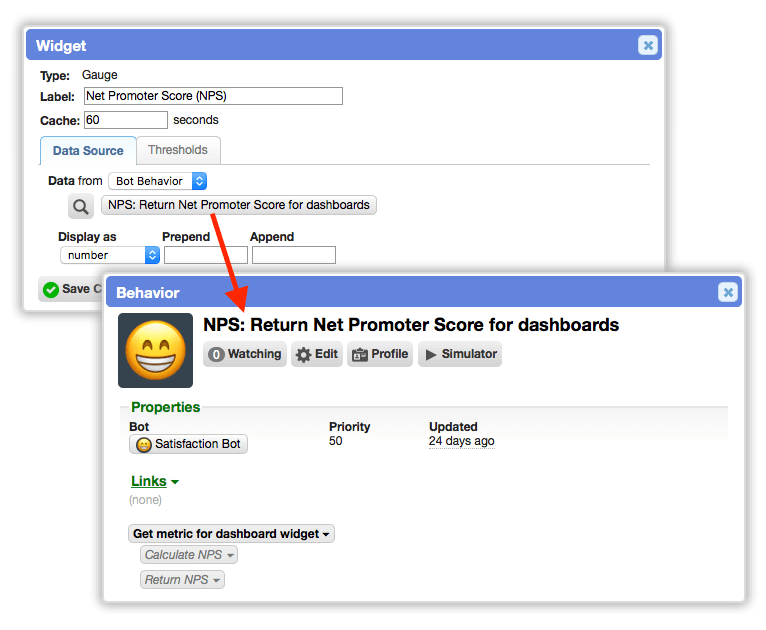 Widget
Type: Gauge
Label: Net Promoter Score (NPS)
Cache: 60 seconds
Data Source Thresholds
Data from Bot Behavior
NPS: Return Net Promoter Score for dashboards
Display as Prepend Append
number
Save
Behavior
NPS: Return Net Promoter Score for dashboards
0 Watching Edit Profile Simulator
Properties
Bot Priority Updated
Satisfaction Bot 50 24 days ago
Links
(none)
Get metric for dashboard widget
Calculate NPS
Return NPS